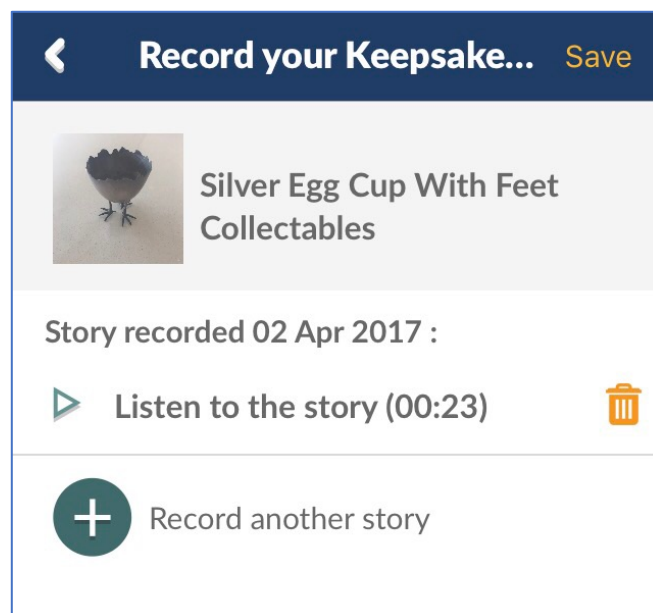 Record your Keepsake... Save
Silver Egg Cup With Feet
Collectables
Story recorded 02 Apr 2017 :
Listen to the story (00:23)
Record another story